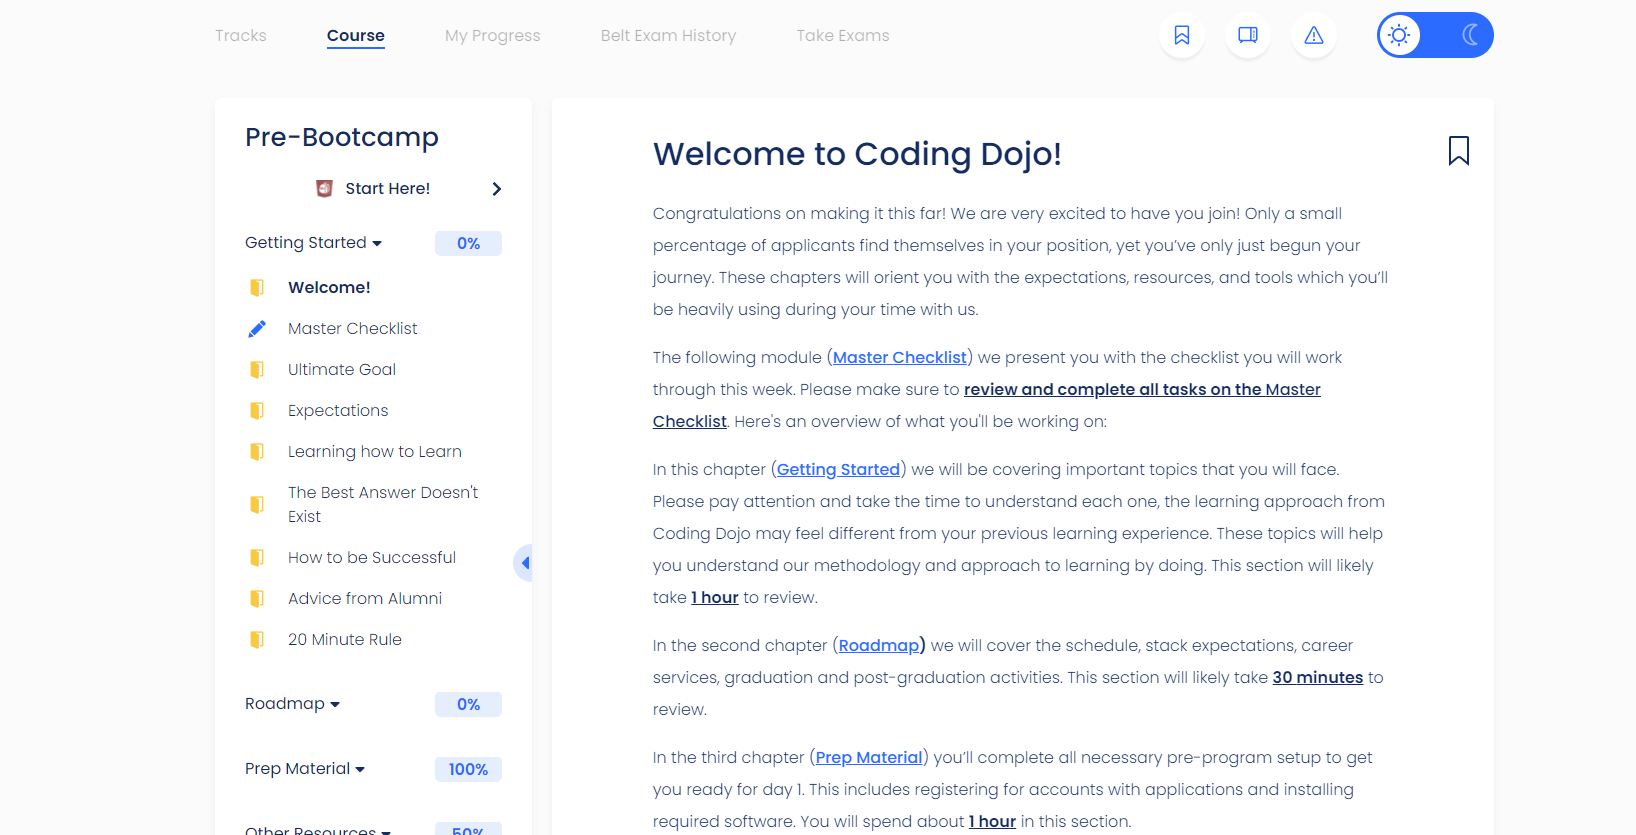 Tracks Course My Progress Belt Exam History Take Exams
Pre-Bootcamp
Start Here!
Getting Started 0%
Welcome!
Master Checklist
Ultimate Goal
Expectations
Learning how to Learn
The Best Answer Doesn't
Exist
How to be Successful
Advice from Alumni
20 Minute Rule
Roadmap 0%
Prep Material 100%
Other Resources 50%
Welcome to Coding Dojo!
Congratulations on making it this far! We are very excited to have you join! Only a small
percentage of applicants find themselves in your position, yet you’ve only just begun your
journey. These chapters will orient you with the expectations, resources, and tools which you’ll
be heavily using during your time with us.
The following module (Master Checklist) we present you with the checklist you will work
through this week. Please make sure to review and complete all tasks on the Master
Checklist. Here's an overview of what you'll be working on:
In this chapter (Getting Started) we will be covering important topics that you will face.
Please pay attention and take the time to understand each one, the learning approach from
Coding Dojo may feel different from your previous learning experience. These topics will help
you understand our methodology and approach to learning by doing. This section will likely
take 1 hour to review.
In the second chapter (Roadmap) we will cover the schedule, stack expectations, career
services, graduation and post-graduation activities. This section will likely take 30 minutes to
review.
In the third chapter (Prep Material) you’ll complete all necessary pre-program setup to get
you ready for day 1. This includes registering for accounts with applications and installing
required software. You will spend about 1 hour in this section.